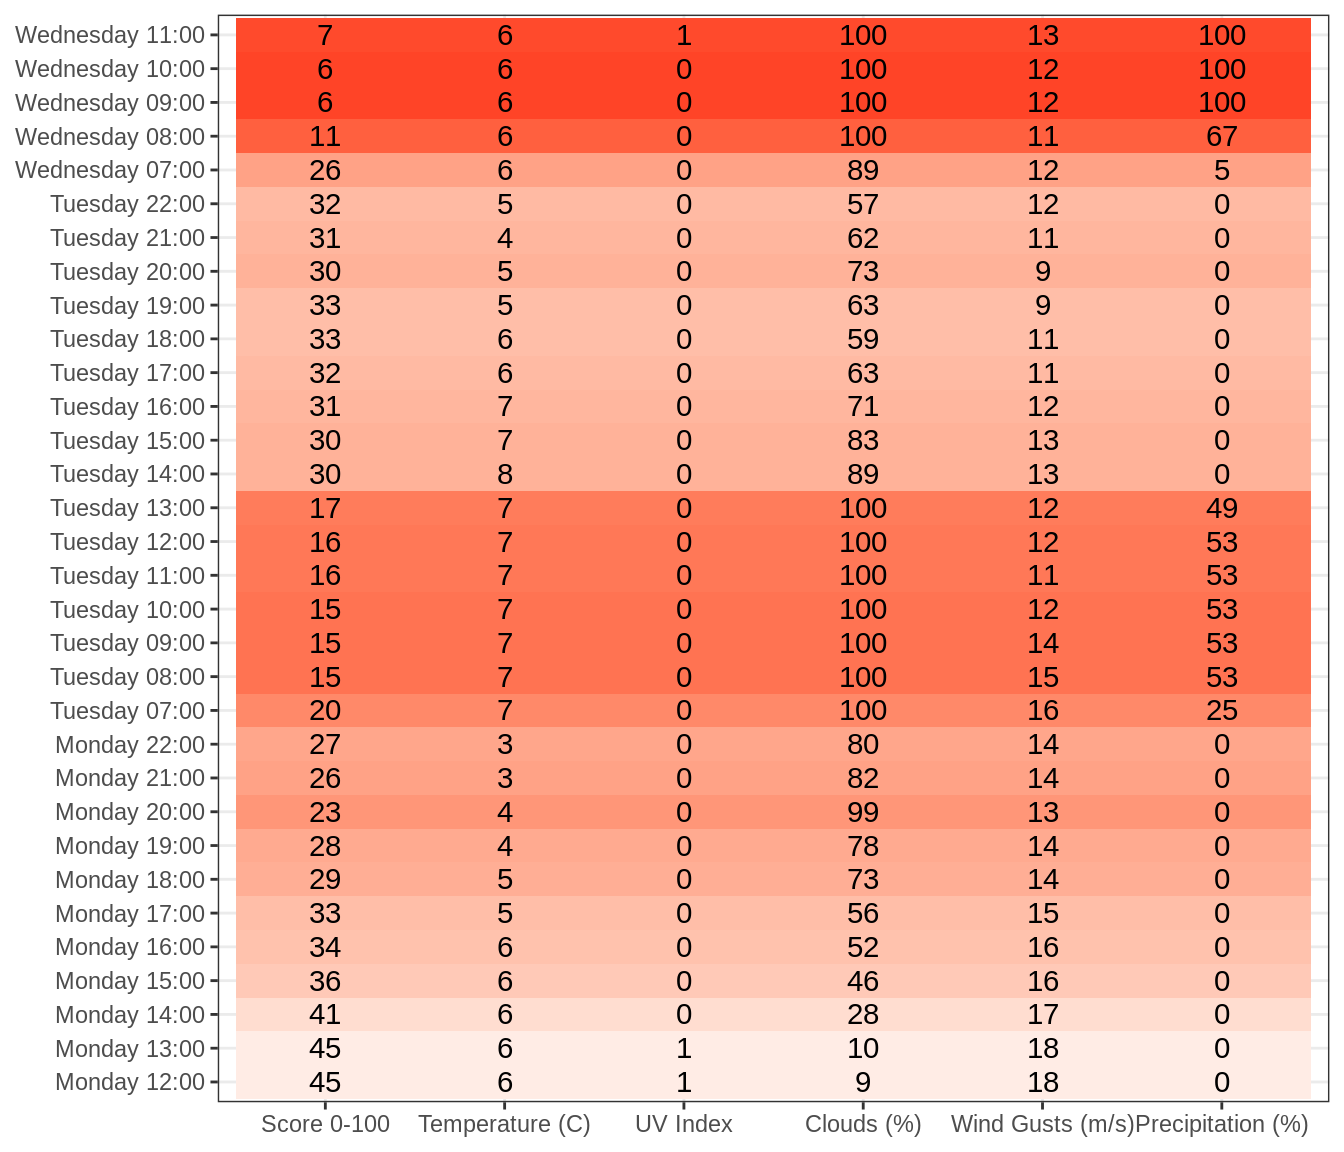 Wednesday 11:00 7 6 1 100 13 100
Wednesday 10:00 6 6 0 100 12 100
Wednesday 09:00 6 6 0 100 12 100
Wednesday 08:00 11 6 0 100 11 67
Wednesday 07:00 26 6 0 89 12 5
Tuesday 22:00 32 5 0 57 12 0
Tuesday 21:00 31 4 0 62 11 0
Tuesday 20:00 30 5 0 73 9 0
Tuesday 19:00 33 5 0 63 9 0
Tuesday 18:00 33 6 0 59 11 0
Tuesday 17:00 32 6 0 63 11 0
Tuesday 16:00 31 7 0 71 12 0
Tuesday 15:00 30 7 0 83 13 0
Tuesday 14:00 30 8 0 89 13 0
Tuesday 13:00 17 7 0 100 12 49
Tuesday 12:00 16 7 0 100 12 53
Tuesday 11:00 16 7 0 100 11 53
Tuesday 10:00 15 7 0 100 12 53
Tuesday 09:00 15 7 0 100 14 53
Tuesday 08:00 15 7 0 100 15 53
Tuesday 07:00 20 7 0 100 16 25
Monday 22:00 27 3 0 80 14 0
Monday 21:00 26 3 0 82 14 0
Monday 20:00 23 4 0 99 13 0
Monday 19:00 28 4 0 78 14 0
Monday 18:00 29 5 0 73 14 0
Monday 17:00 33 5 0 56 15 0
Monday 16:00 34 6 0 52 16 0
Monday 15:00 36 6 0 46 16 0
Monday 14:00 41 6 0 28 17 0
Monday 13:00 45 6 1 10 18 0
Monday 12:00 45 6 1 9 18 0
Score 0-100 Temperature (C) UV Index Clouds (%) Wind Gusts (m/s) Precipitation (%)